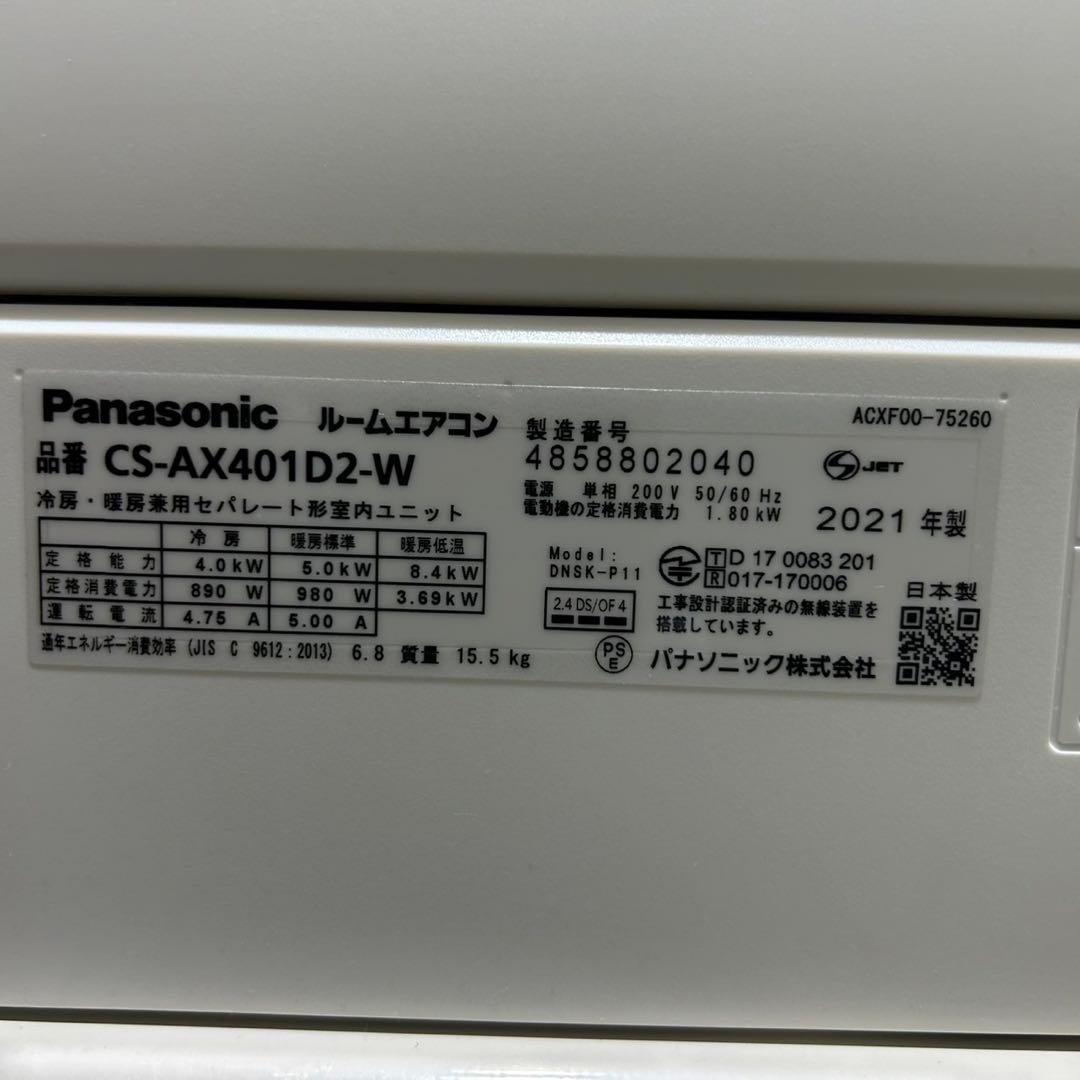 Panasonic ルームエアコン
品番 CS-AX401D2-W
冷房・暖房兼用セパレート形室内ユニット
冷房 暖房標準 暖房低温
定格能力 4.0kW 5.0kW 8.4kW
定格消費電力 890 W 980 W 3.69kW
運転電流 4.75 A 5.00 A
通年エネルギー消費効率 (JIS C 9612:2013) 6.8 質量 15.5kg
製造番号
4858802040
電源 単相 200V 50/60 Hz
電動機の定格消費電力 1.80kW
ACXF00-75260
JET
2021 年製
Model:
DNSK-P11
2.4 DS/OF 4
T D 17 0083 201
R 017-170006
工事設計認証済みの無線装置を
搭載しています。
日本製
PS
E
パナソニック株式会社